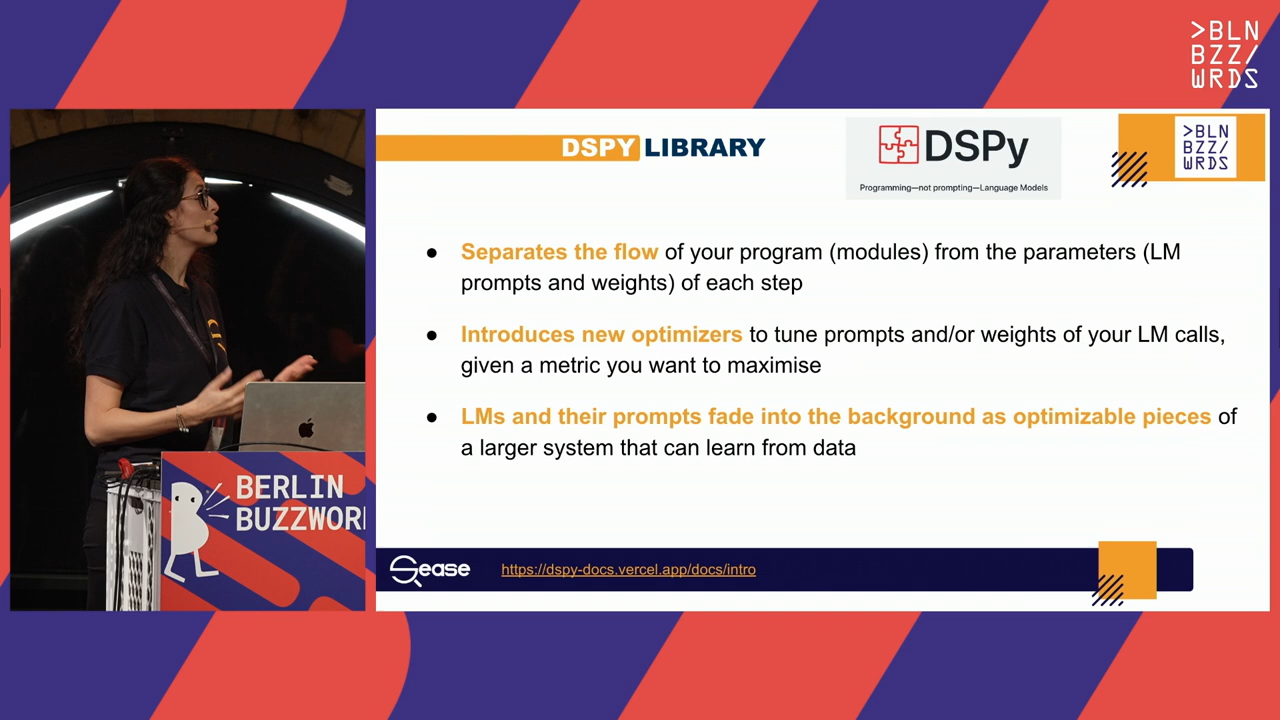 >BLN
BZZ/
WRDS
DSPY LIBRARY
DSPy
Programming—not prompting—Language Models
>BLN
BZZ/
WRDS
● Separates the flow of your program (modules) from the parameters (LM
prompts and weights) of each step
● Introduces new optimizers to tune prompts and/or weights of your LM calls,
given a metric you want to maximise
● LMs and their prompts fade into the background as optimizable pieces of
a larger system that can learn from data
BERLIN
BUZZWOR
Sease
https://dspy-docs.vercel.app/docs/intro